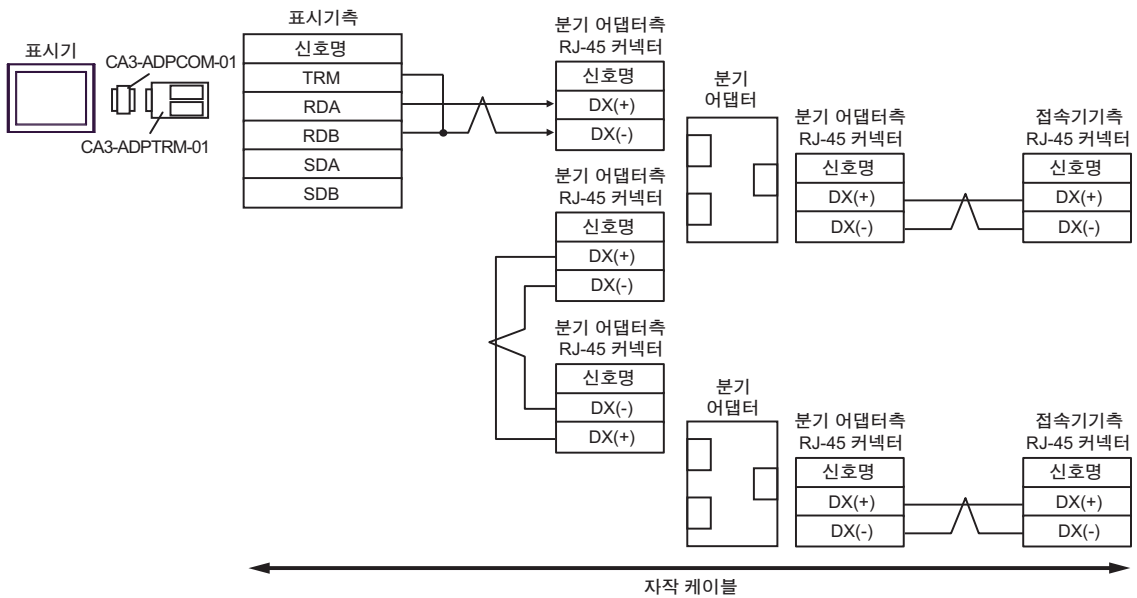 표시기
CA3-ADPCOM-01
CA3-ADPTRM-01
표시기측
신호명
TRM
RDA
RDB
SDA
SDB
분기 어댑터측
RJ-45 커넥터
신호명
DX(+)
DX(-)
분기 어댑터측
RJ-45 커넥터
신호명
DX(+)
DX(-)
분기 어댑터측
RJ-45 커넥터
신호명
DX(-)
DX(+)
분기
어댑터
분기 어댑터측
RJ-45 커넥터
신호명
DX(+)
DX(-)
접속기기측
RJ-45 커넥터
신호명
DX(+)
DX(-)
분기
어댑터
분기 어댑터측
RJ-45 커넥터
신호명
DX(+)
DX(-)
접속기기측
RJ-45 커넥터
신호명
DX(+)
DX(-)
자작 케이블